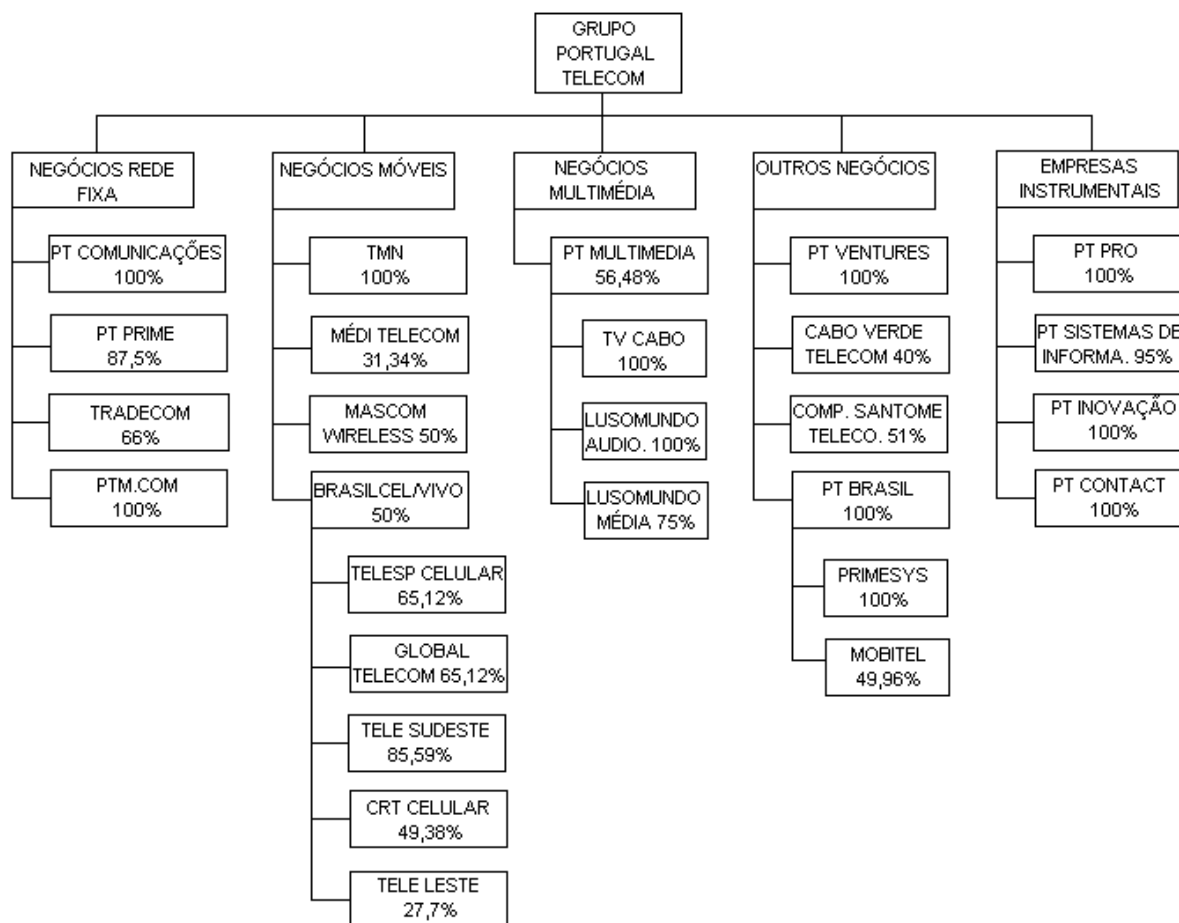 GRUPO
PORTUGAL
TELECOM
NEGÓCIOS REDE
FIXA
PT COMUNICAÇŐES
100%
PT PRIME
87,5%
TRADECOM
66%
PTM.COM
100%
NEGÓCIOS MÓVEIS
TMN
100%
MÉDI TELECOM
31,34%
MASCOM
WIRELESS 50%
BRASILCEL/VIVO
50%
TELESP CELULAR
65,12%
GLOBAL
TELECOM 65,12%
TELE SUDESTE
85,59%
CRT CELULAR
49,38%
TELE LESTE
27,7%
NEGÓCIOS
MULTIMÉDIA
PT MULTIMEDIA
56,48%
TV CABO
100%
LUSOMUNDO
AUDIO. 100%
LUSOMUNDO
MÉDIA 75%
OUTROS NEGÓCIOS
PT VENTURES
100%
CABO VERDE
TELECOM 40%
COMP. SANTOME
TELECO. 51%
PT BRASIL
100%
PRIMESYS
100%
MOBITEL
49,96%
EMPRESAS
INSTRUMENTAIS
PT PRO
100%
PT SISTEMAS DE
INFORMA. 95%
PT INOVAÇÃO
100%
PT CONTACT
100%